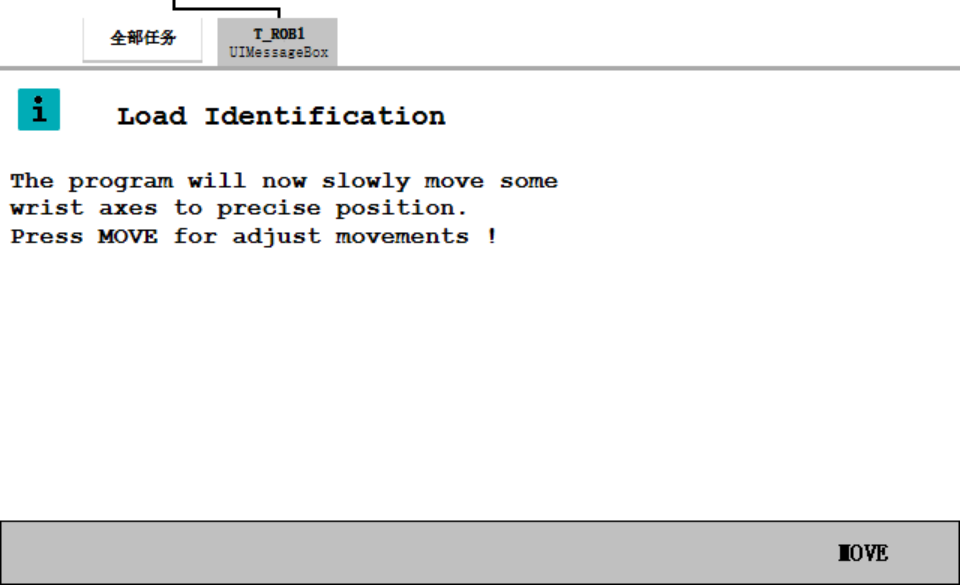 全部任务
T_ROB1
UIMessageBox
i
Load Identification
The program will now slowly move some
wrist axes to precise position.
Press MOVE for adjust movements !
MOVE